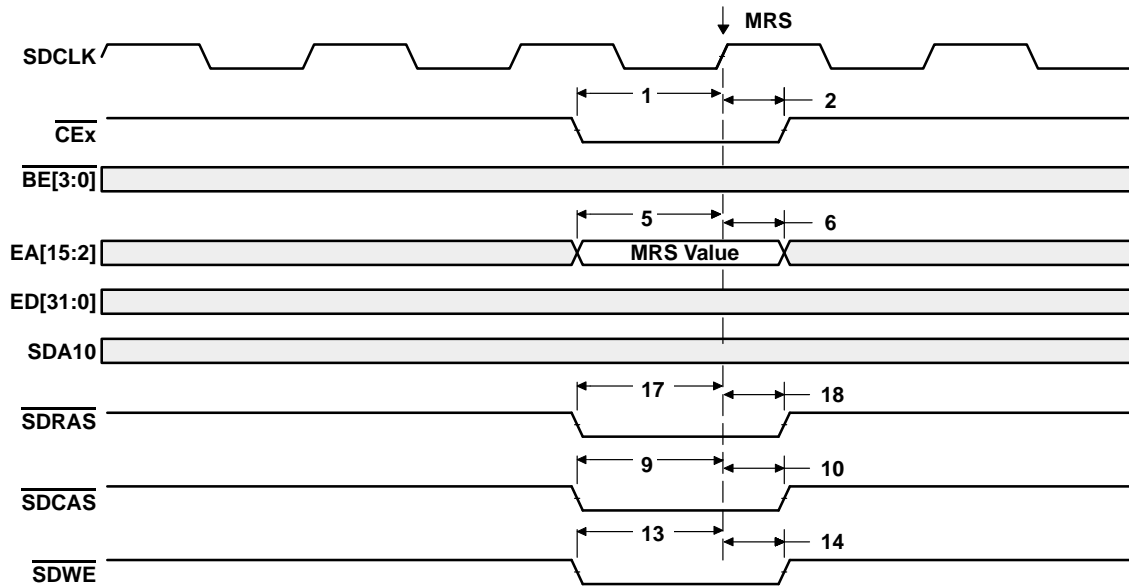 MRS
SDCLK
1 2
CEx
BE[3:0]
5 6
EA[15:2] MRS Value
ED[31:0]
SDA10
17 18
SDRAS
9 10
SDCAS
13 14
SDWE